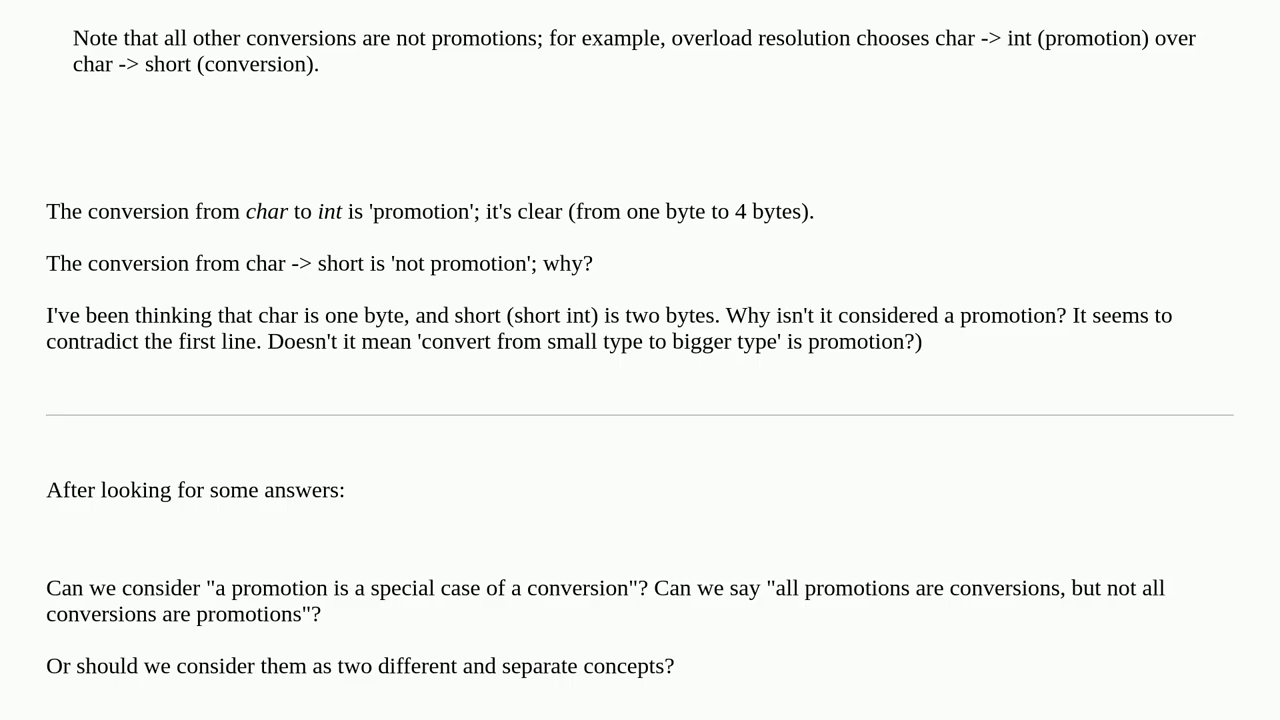 Note that all other conversions are not promotions; for example, overload resolution chooses char -> int (promotion) over
char -> short (conversion).
The conversion from char to int is 'promotion'; it's clear (from one byte to 4 bytes).
The conversion from char -> short is 'not promotion'; why?
I've been thinking that char is one byte, and short (short int) is two bytes. Why isn't it considered a promotion? It seems to
contradict the first line. Doesn't it mean 'convert from small type to bigger type' is promotion?)
After looking for some answers:
Can we consider "a promotion is a special case of a conversion"? Can we say "all promotions are conversions, but not all
conversions are promotions"?
Or should we consider them as two different and separate concepts?